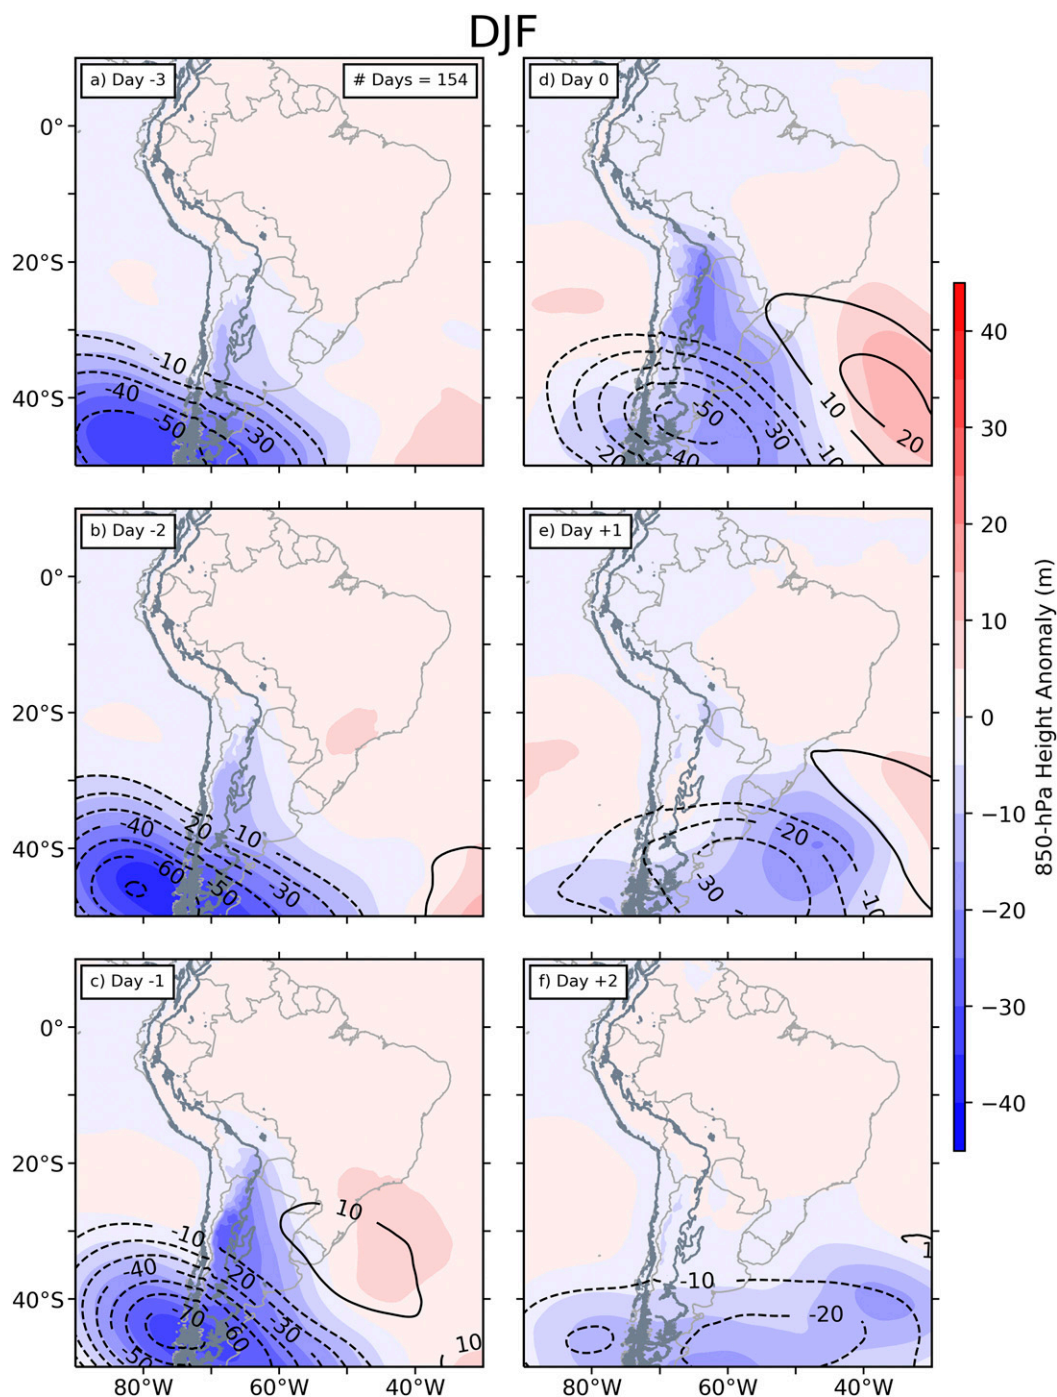 DJF
a) Day -3
# Days = 154
0°
20°S
40°S
-10
-40
-50
-30
d) Day 0
-50
-30
-10
-20
-40
10
20
b) Day -2
0°
20°S
40°S
-40
-20
-10
-60
-50
-30
e) Day +1
-20
-30
-10
c) Day -1
0°
20°S
40°S
80°W
60°W
40°W
10
-10
-40
-20
-70
-30
-60
-50
10
f) Day +2
-10
-20
1
80°W
60°W
40°W
40
30
20
10
0
−10
−20
−30
−40
850-hPa Height Anomaly (m)